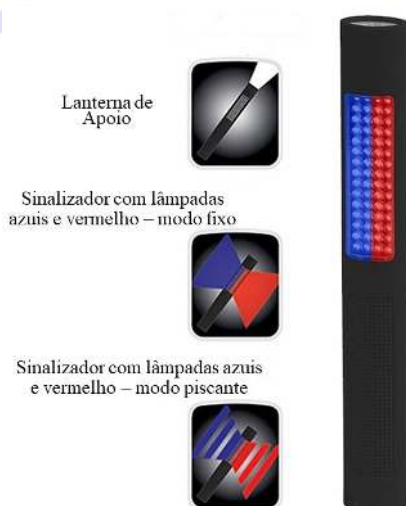 Lanterna de
Apoio
Sinalizador com lâmpadas
azuis e vermelho – modo fixo
Sinalizador com lâmpadas azuis
e vermelho – modo piscante